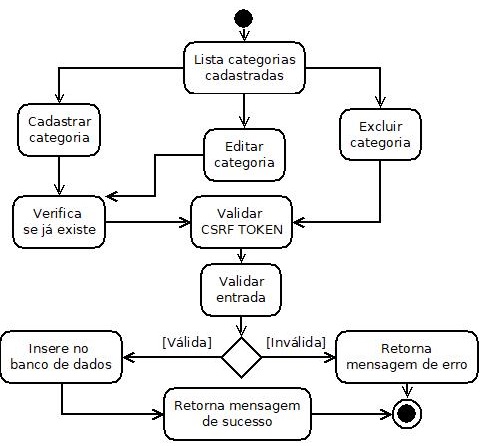 Lista categorias
cadastradas
Cadastrar
categoria
Editar
categoria
Excluir
categoria
Verifica
se já existe
Validar
CSRF TOKEN
Validar
entrada
[Válida]
[Inválida]
Insere no
banco de dados
Retorna
mensagem de erro
Retorna mensagem
de sucesso